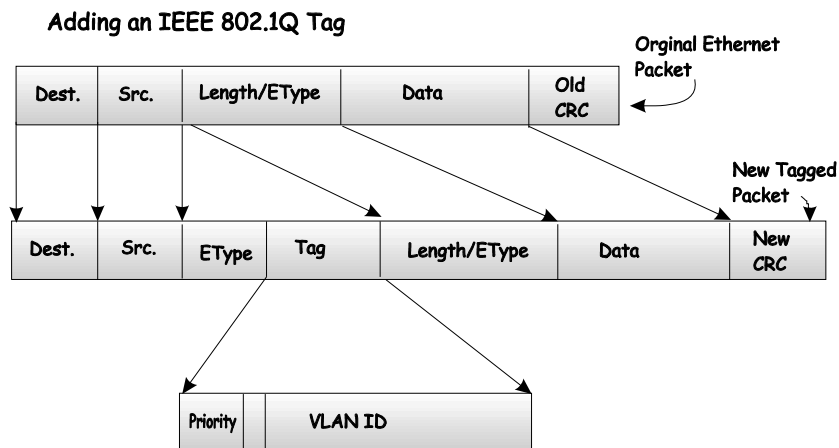 Adding an IEEE 802.1Q Tag
Orginal Ethernet
Packet
Dest.
Src.
Length/EType
Data
Old
CRC
New Tagged
Packet
Dest.
Src.
EType
Tag
Length/EType
Data
New
CRC
Priority
VLAN ID